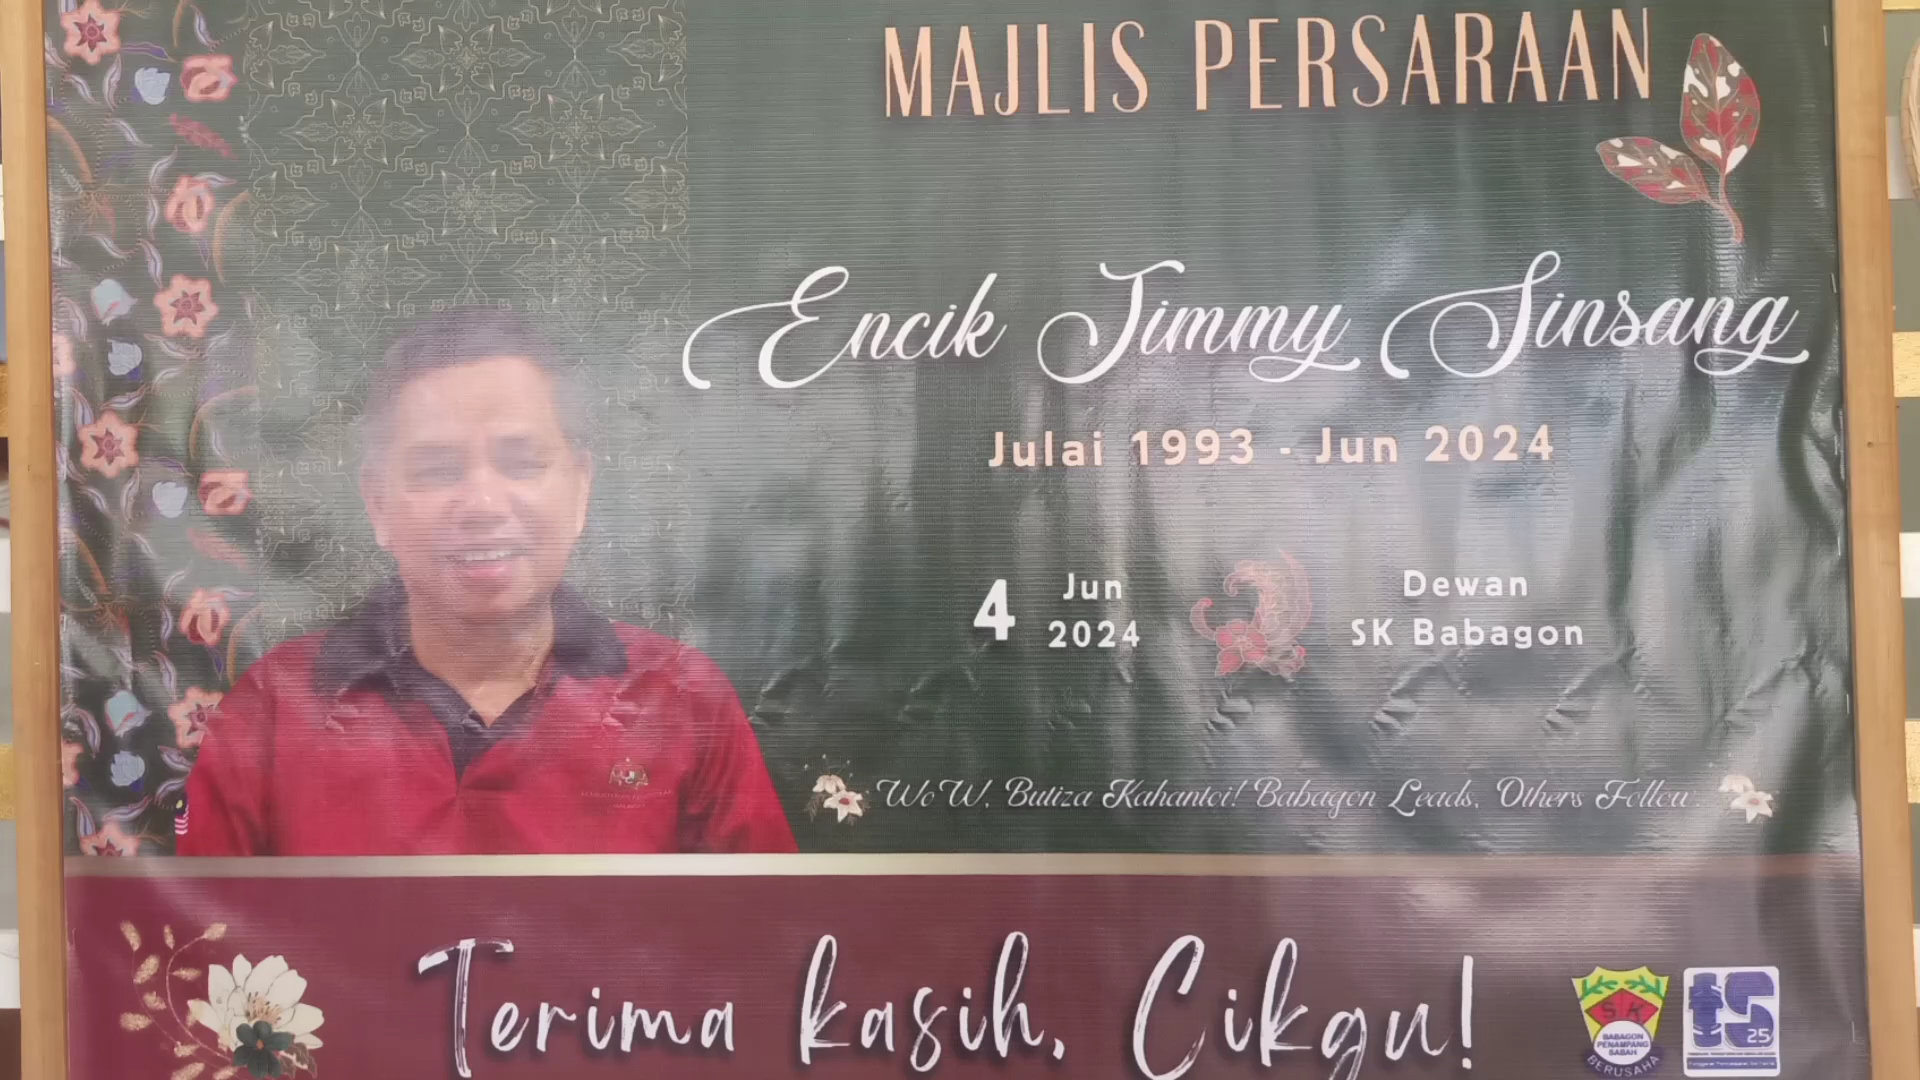 MAJLIS PERSARAAN
Encik Jimmy Sinsang
Julai 1993 - Jun 2024
4 Jun 2024
Dewan
SK Babagon
WoW, Butiza Kahantoi! Babagon Leads, Others Follow
Terima kasih, Cikgu!
SK
BABAGON
PENAMPANG
SABAH
BERUSAHA
TS
25